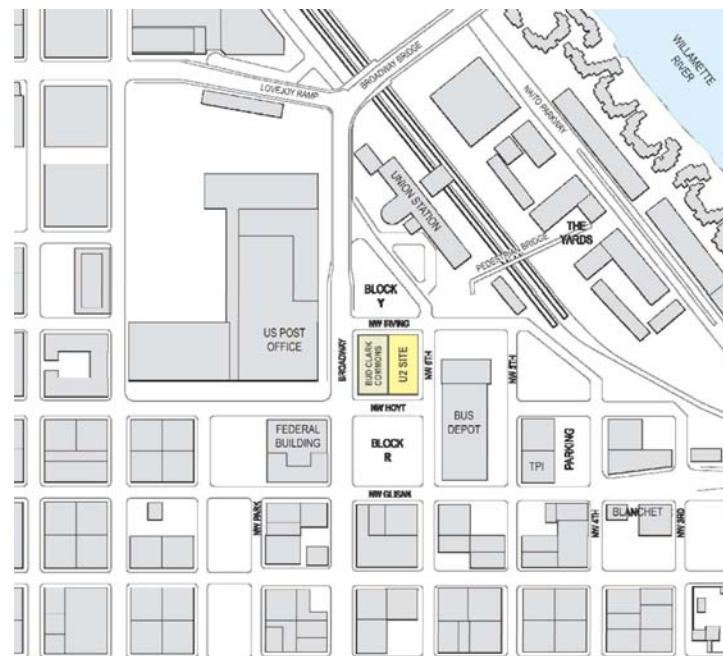 WILLAMETTE
RIVER
BROADWAY BRIDGE
LOVEJOY RAMP
NAITO PARKWAY
UNION STATION
THE
YARDS
PEDESTRIAN BRIDGE
BLOCK
Y
NW IRVING
US POST
OFFICE
BROADWAY
BUD CLARK
COMMONS
U2 SITE
NW 6TH
NW 5TH
NW HOYT
BUS
DEPOT
FEDERAL
BUILDING
BLOCK
R
PARKING
TPI
NW GLISAN
NW PARK
NW 4TH
BLANCHET
NW 3RD